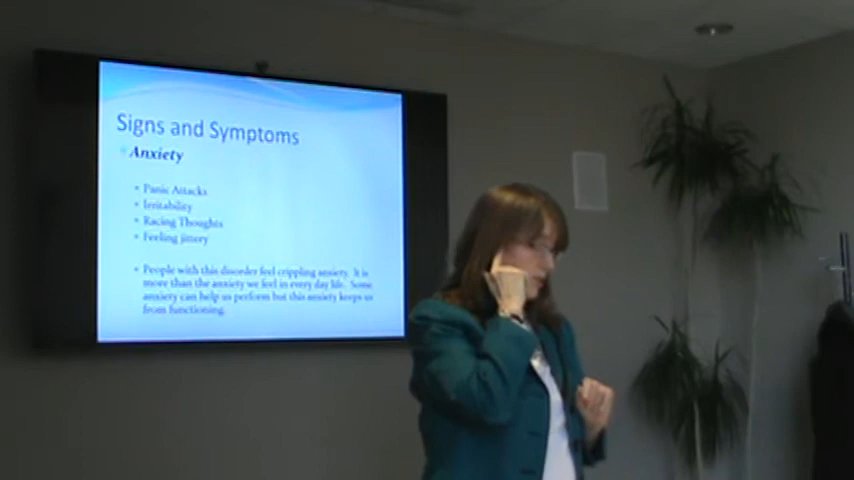 Signs and Symptoms
Anxiety
Panic Attacks
Irritability
Racing Thoughts
Feeling jittery
People with this disorder feel crippling anxiety. It is
more than the anxiety we feel in every day life. Some
anxiety can help us perform but this anxiety keeps us
from functioning.